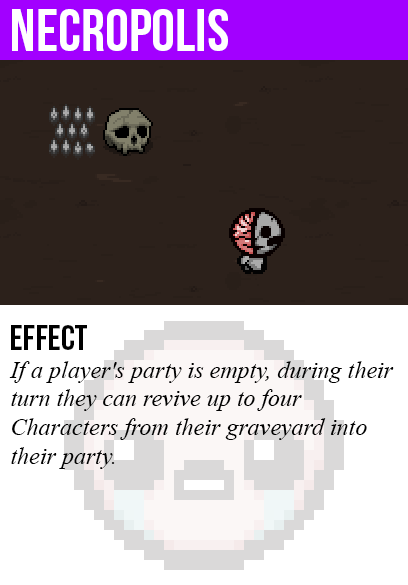 NECROPOLIS
EFFECT
If a player's party is empty, during their
turn they can revive up to four
Characters from their graveyard into
their party.